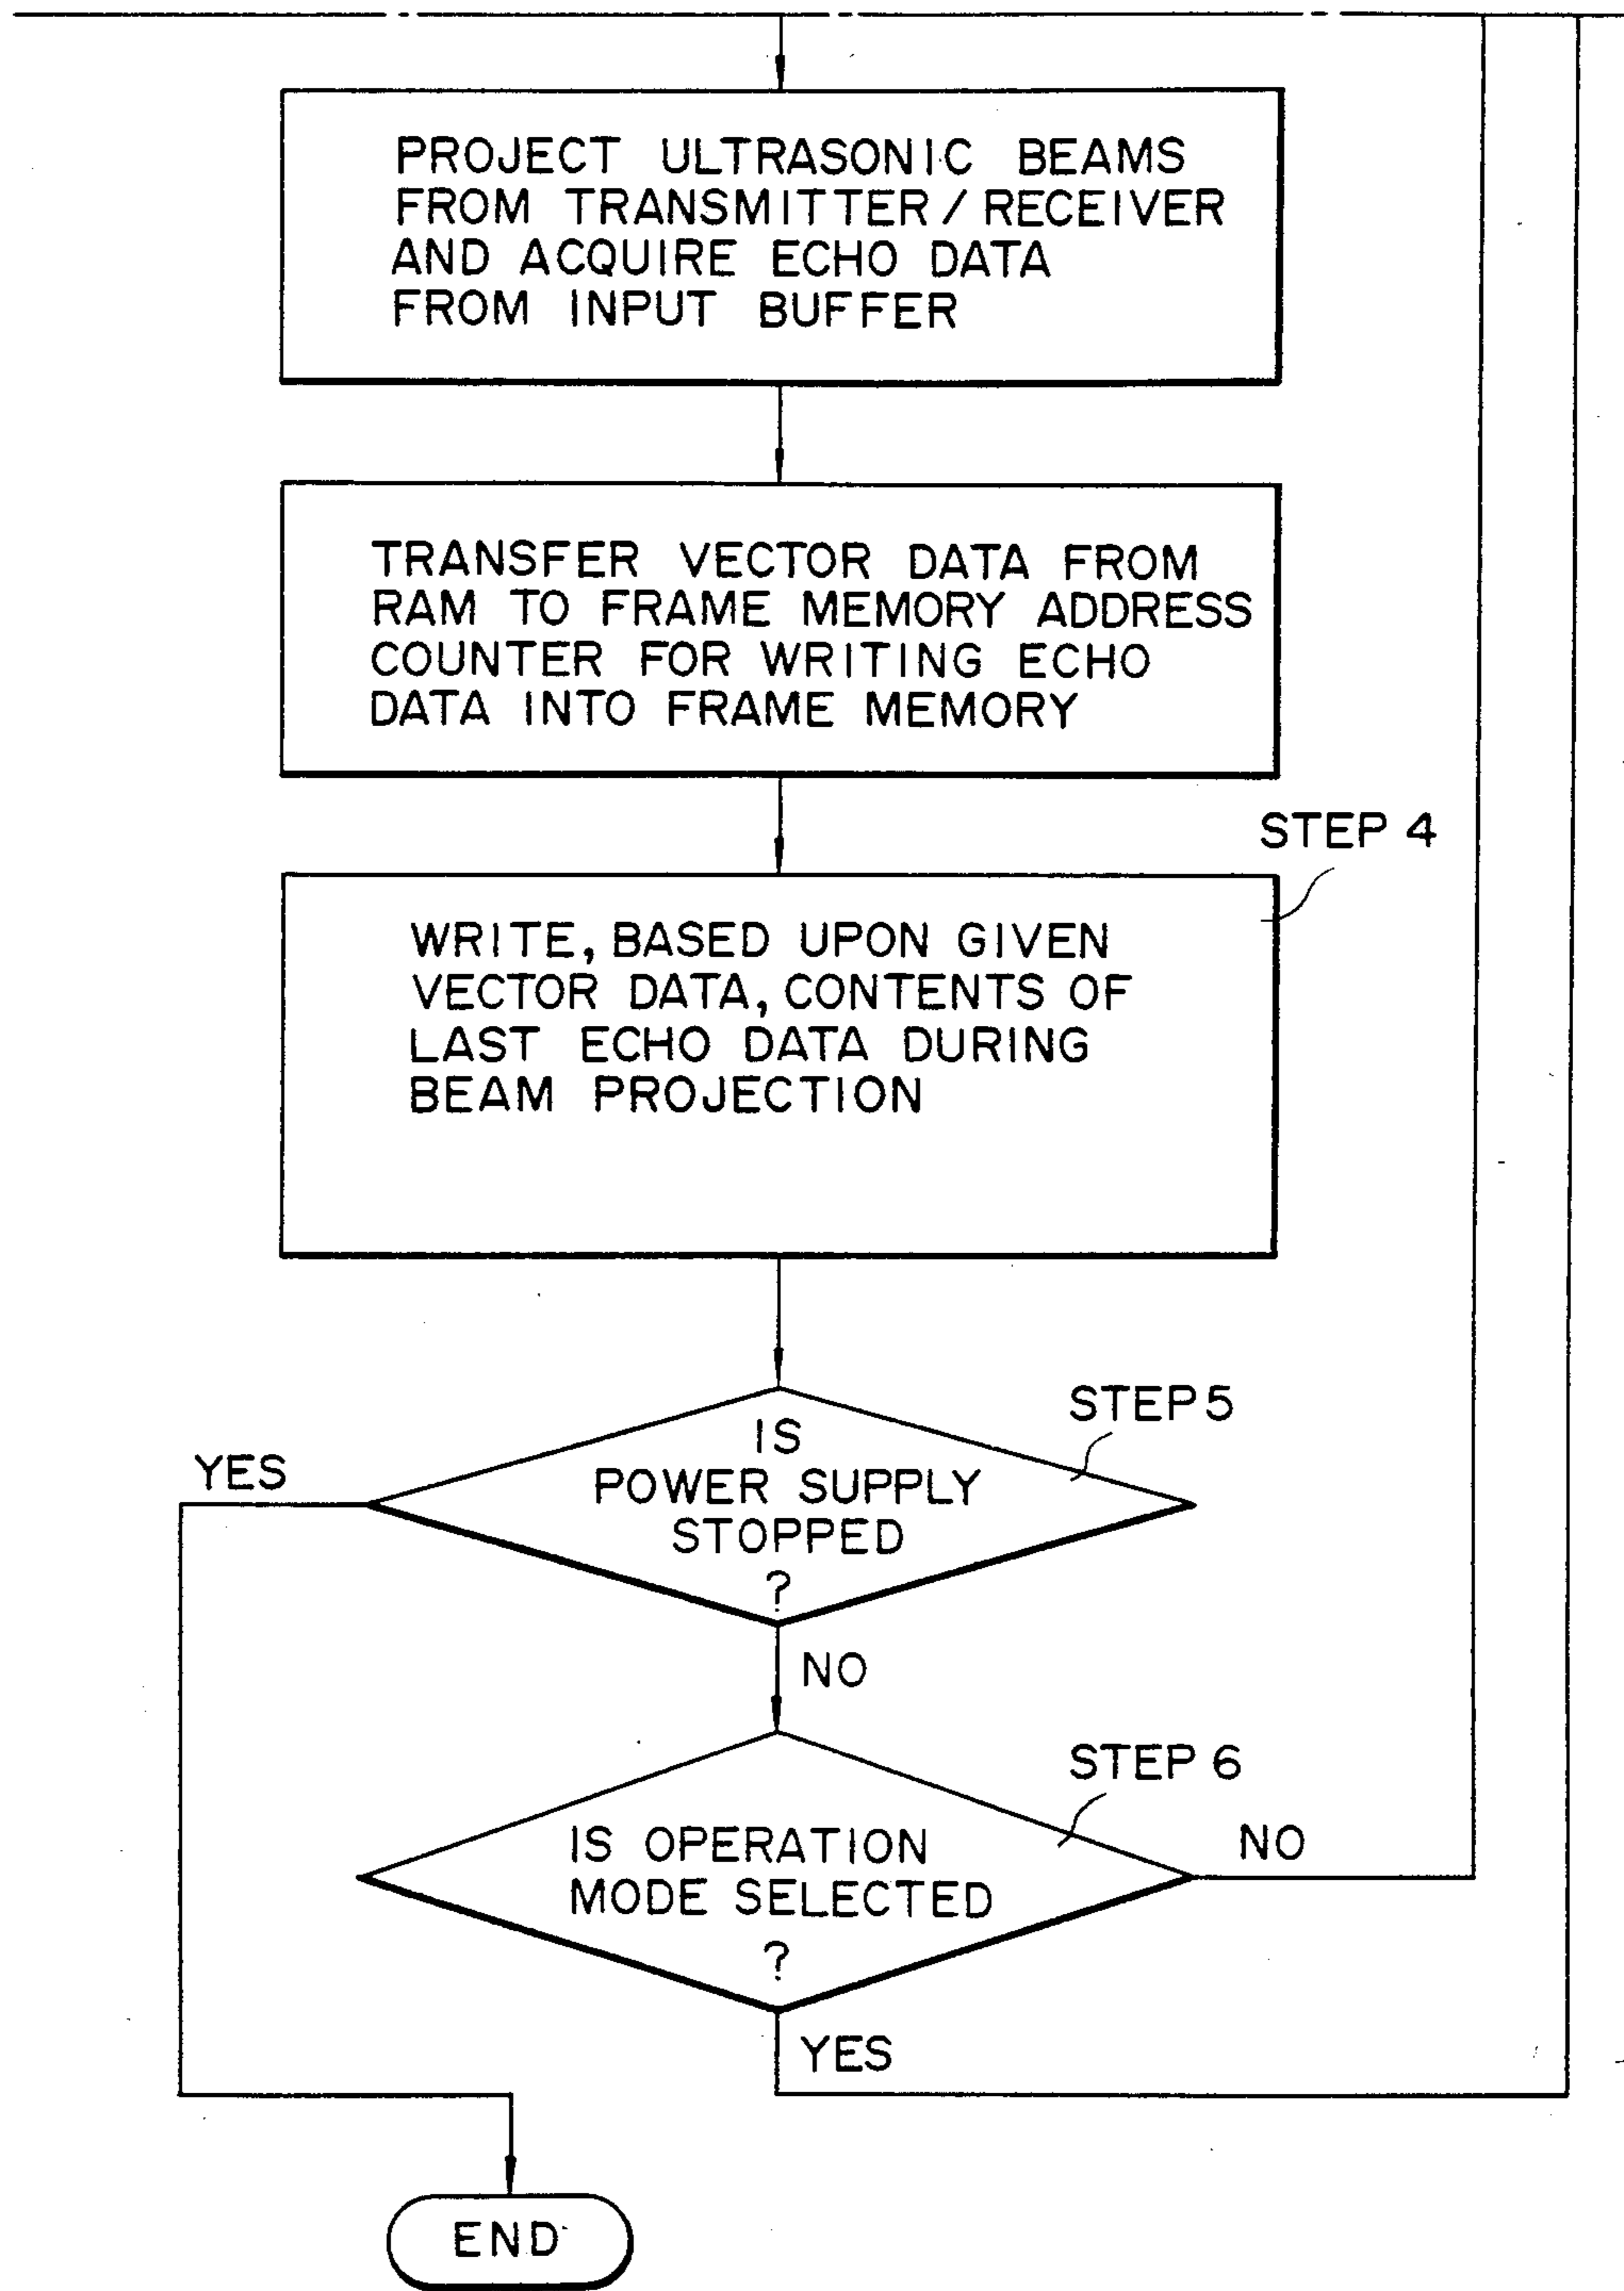 PROJECT ULTRASONIC BEAMS
FROM TRANSMITTER / RECEIVER
AND ACQUIRE ECHO DATA
FROM INPUT BUFFER
TRANSFER VECTOR DATA FROM
RAM TO FRAME MEMORY ADDRESS
COUNTER FOR WRITING ECHO
DATA INTO FRAME MEMORY
STEP 4
WRITE, BASED UPON GIVEN
VECTOR DATA, CONTENTS OF
LAST ECHO DATA DURING
BEAM PROJECTION
STEP 5
IS
POWER SUPPLY
STOPPED
?
YES
NO
STEP 6
IS OPERATION
MODE SELECTED
?
NO
YES
END